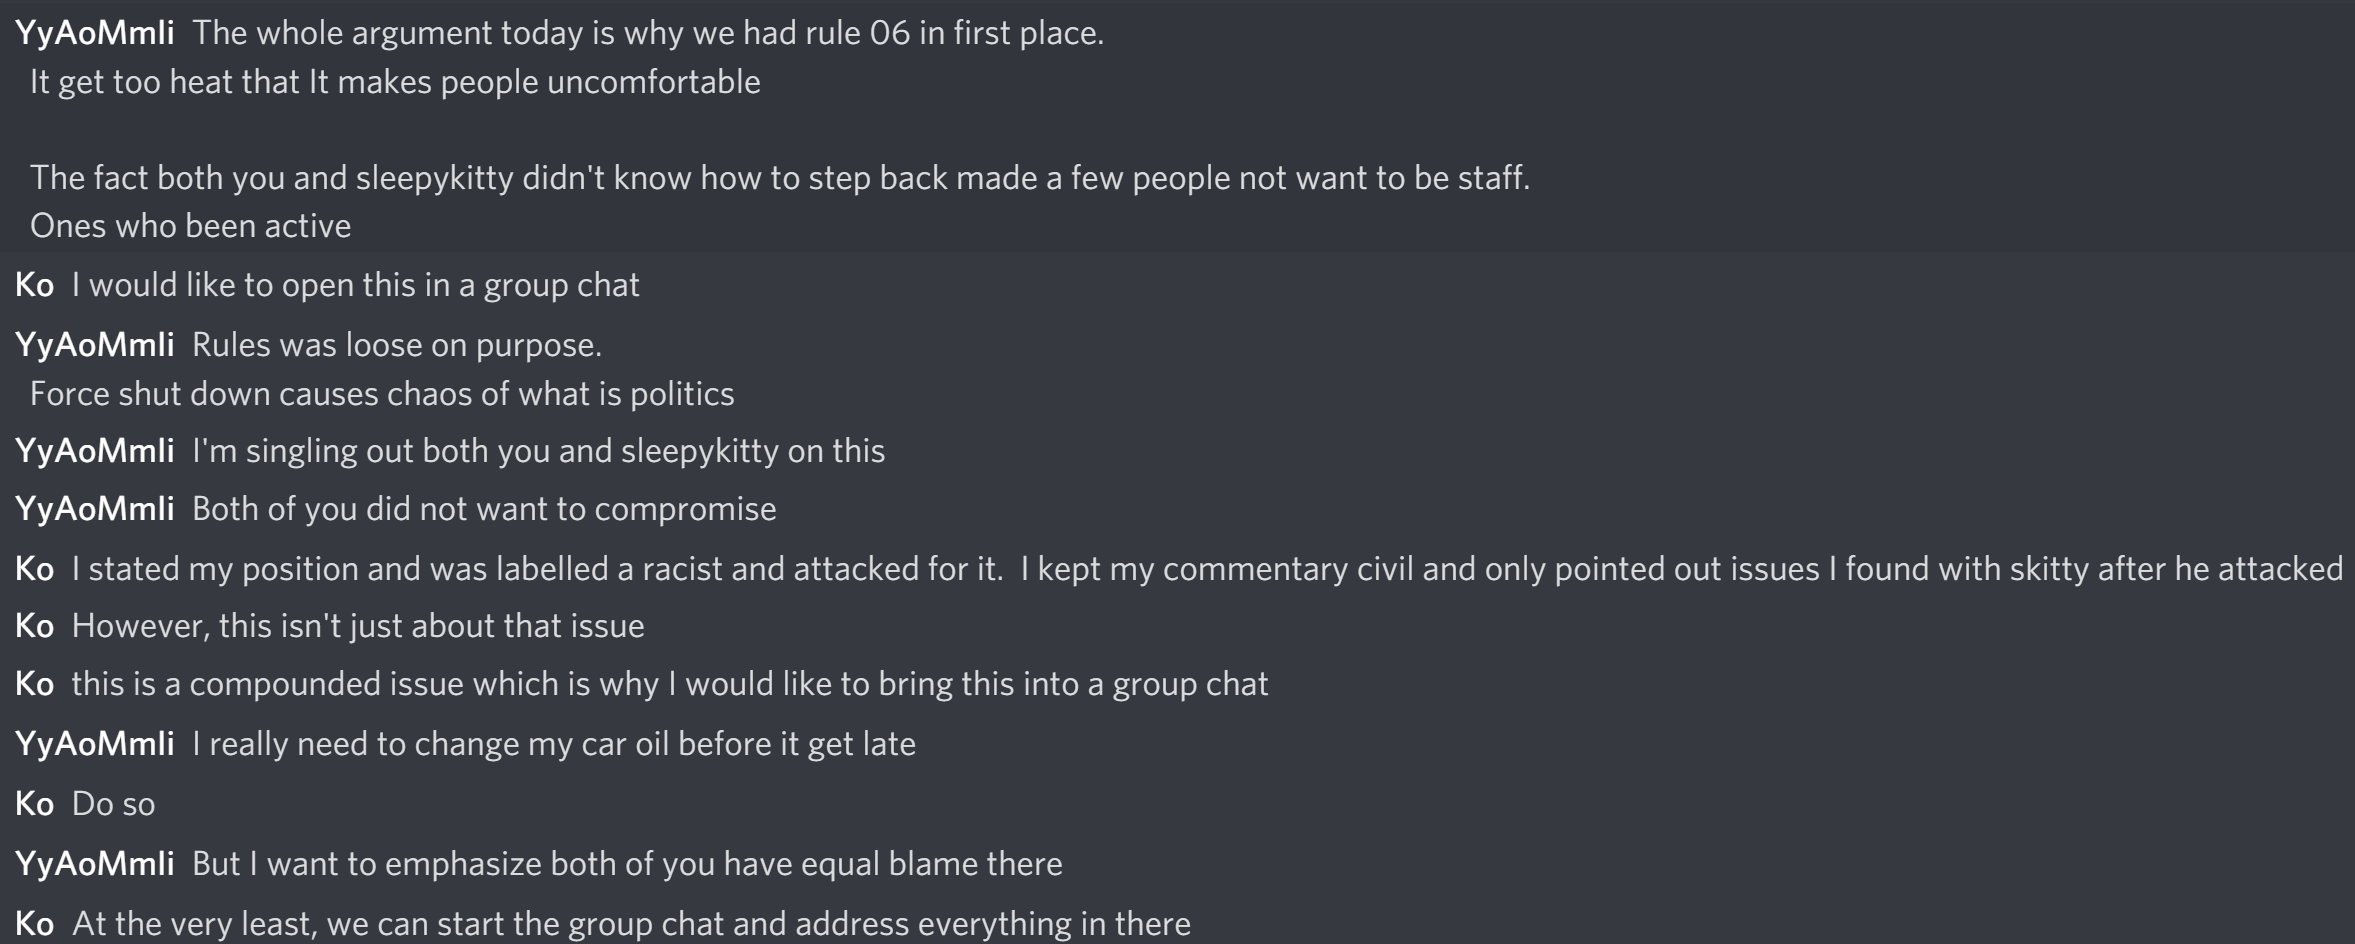 YyAoMmIi The whole argument today is why we had rule 06 in first place.
It get too heat that It makes people uncomfortable
The fact both you and sleepykitty didn't know how to step back made a few people not want to be staff.
Ones who been active
Ko I would like to open this in a group chat
YyAoMmIi Rules was loose on purpose.
Force shut down causes chaos of what is politics
YyAoMmIi I'm singling out both you and sleepykitty on this
YyAoMmIi Both of you did not want to compromise
Ko I stated my position and was labelled a racist and attacked for it.  I kept my commentary civil and only pointed out issues I found with skitty after he attacked
Ko However, this isn't just about that issue
Ko this is a compounded issue which is why I would like to bring this into a group chat
YyAoMmIi I really need to change my car oil before it get late
Ko Do so
YyAoMmIi But I want to emphasize both of you have equal blame there
Ko At the very least, we can start the group chat and address everything in there